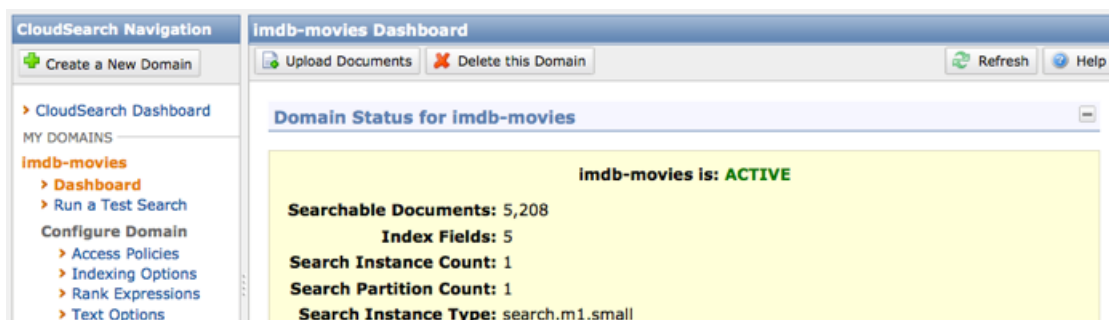 CloudSearch Navigation
Create a New Domain
CloudSearch Dashboard
MY DOMAINS
imdb-movies
Dashboard
Run a Test Search
Configure Domain
Access Policies
Indexing Options
Rank Expressions
Text Options
imdb-movies Dashboard
Upload Documents Delete this Domain Refresh Help
Domain Status for imdb-movies
imdb-movies is: ACTIVE
Searchable Documents: 5,208
Index Fields: 5
Search Instance Count: 1
Search Partition Count: 1
Search Instance Type: search.m1.small